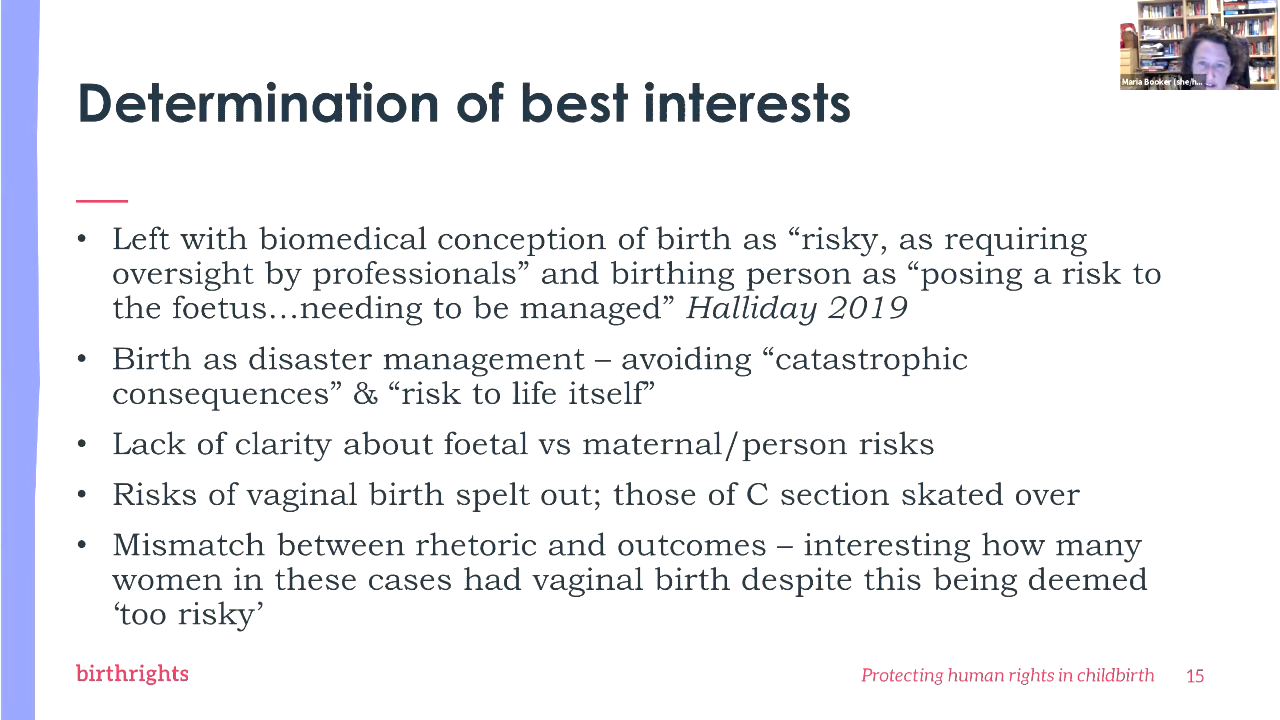 Maria Booker (she/h...
Determination of best interests
• Left with biomedical conception of birth as “risky, as requiring
oversight by professionals” and birthing person as “posing a risk to
the foetus…needing to be managed” Halliday 2019
• Birth as disaster management – avoiding “catastrophic
consequences” & “risk to life itself”
• Lack of clarity about foetal vs maternal/person risks
• Risks of vaginal birth spelt out; those of C section skated over
• Mismatch between rhetoric and outcomes – interesting how many
women in these cases had vaginal birth despite this being deemed
‘too risky’
birthrights
Protecting human rights in childbirth 15